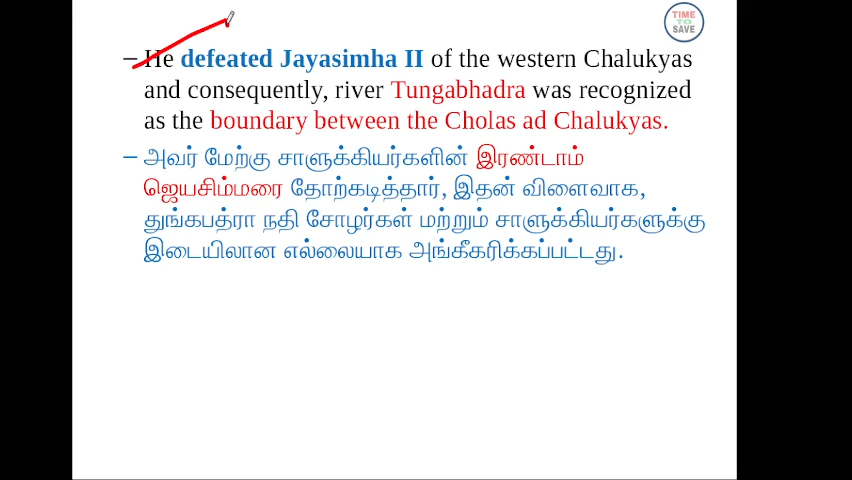 TIME
TO
SAVE
– He defeated Jayasimha II of the western Chalukyas
and consequently, river Tungabhadra was recognized
as the boundary between the Cholas ad Chalukyas.
– அவர் மேற்கு சாளுக்கியர்களின் இரண்டாம்
ஜெயசிம்மரை தோற்கடித்தார், இதன் விளைவாக,
துங்கபத்ரா நதி சோழர்கள் மற்றும் சாளுக்கியர்களுக்கு
இடையிலான எல்லையாக அங்கீகரிக்கப்பட்டது.